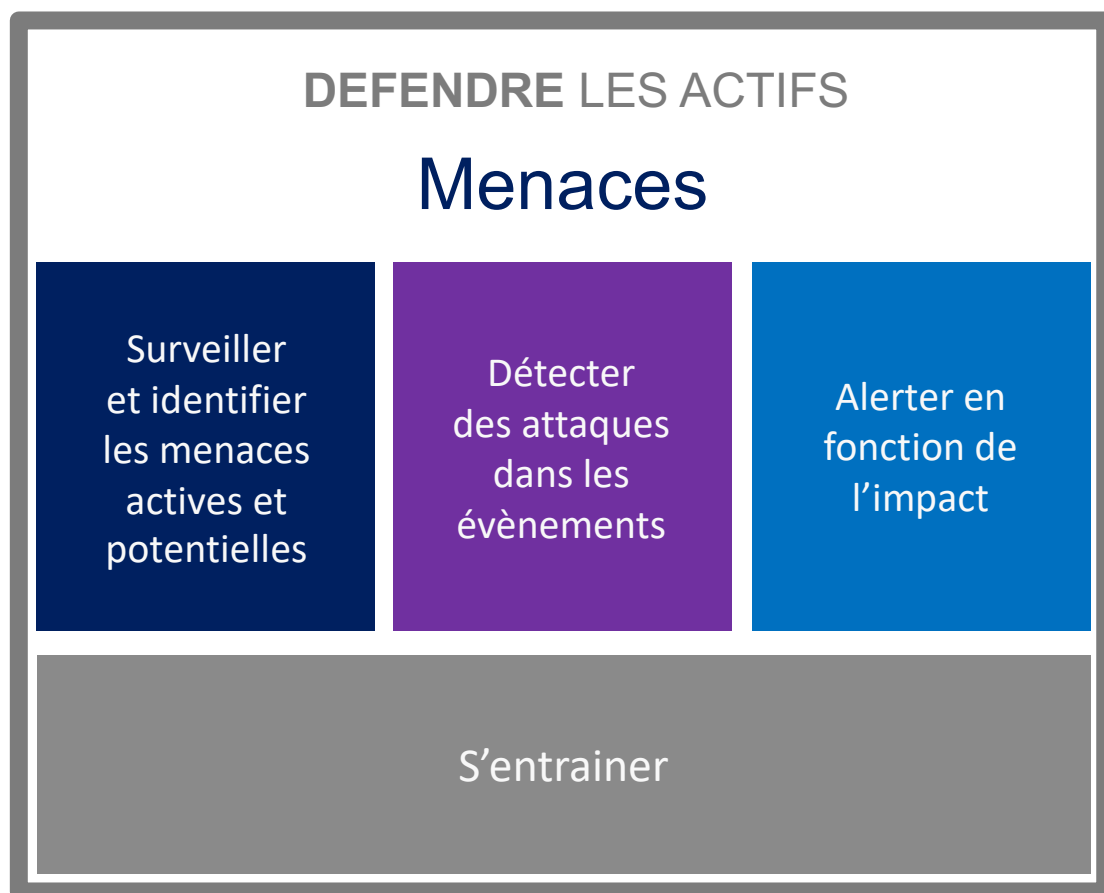 DEFENDRE LES ACTIFS
Menaces
Surveiller
et identifier
les menaces
actives et
potentielles
Détecter
des attaques
dans les
évènements
Alerter en
fonction de
l’impact
S’entrainer